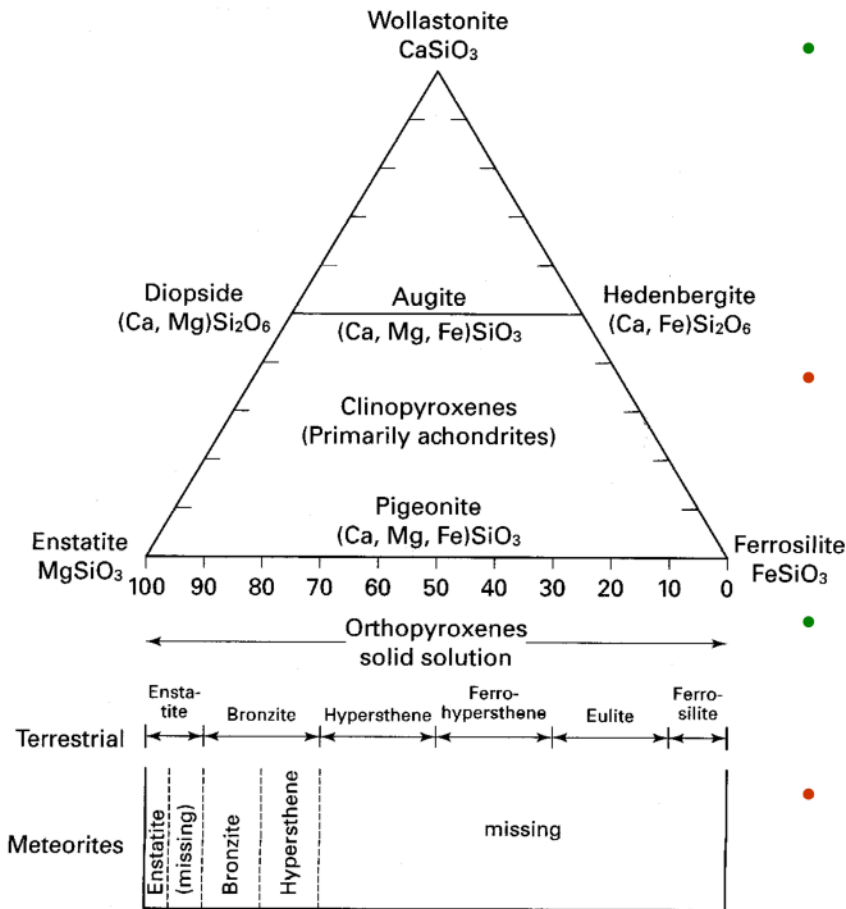 Wollastonite
CaSiO₃
Diopside
(Ca, Mg)Si₂O₆
Augite
(Ca, Mg, Fe)SiO₃
Hedenbergite
(Ca, Fe)Si₂O₆
Clinopyroxenes
(Primarily achondrites)
Pigeonite
(Ca, Mg, Fe)SiO₃
Enstatite
MgSiO₃
Ferrosilite
FeSiO₃
100 90 80 70 60 50 40 30 20 10 0
Orthopyroxenes
solid solution
Terrestrial
Ensta-
tite
Bronzite
Hypersthene
Ferro-
hypersthene
Eulite
Ferro-
silite
Meteorites
Enstatite
(missing)
Bronzite
Hypersthene
missing